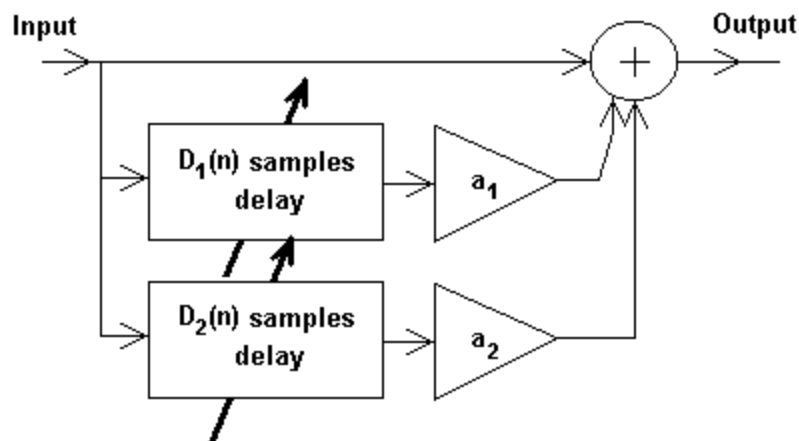 Input
Output
+
D₁(n) samples
delay
a₁
D₂(n) samples
delay
a₂